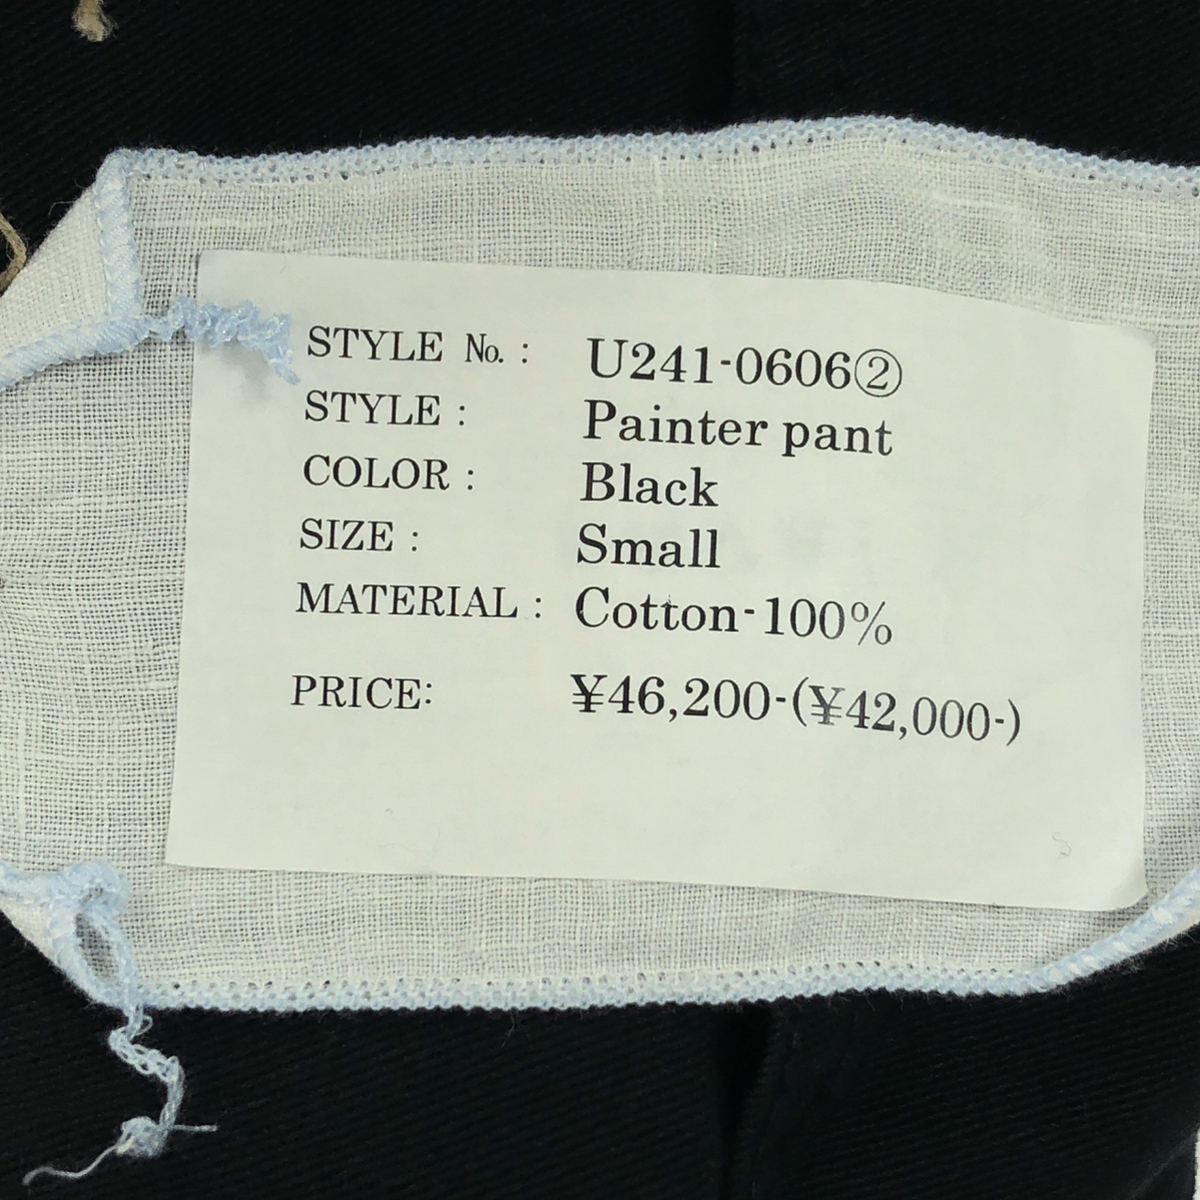 STYLE No. : U241-0606②
STYLE : Painter pant
COLOR : Black
SIZE : Small
MATERIAL : Cotton-100%
PRICE: ¥46,200-(¥42,000-)